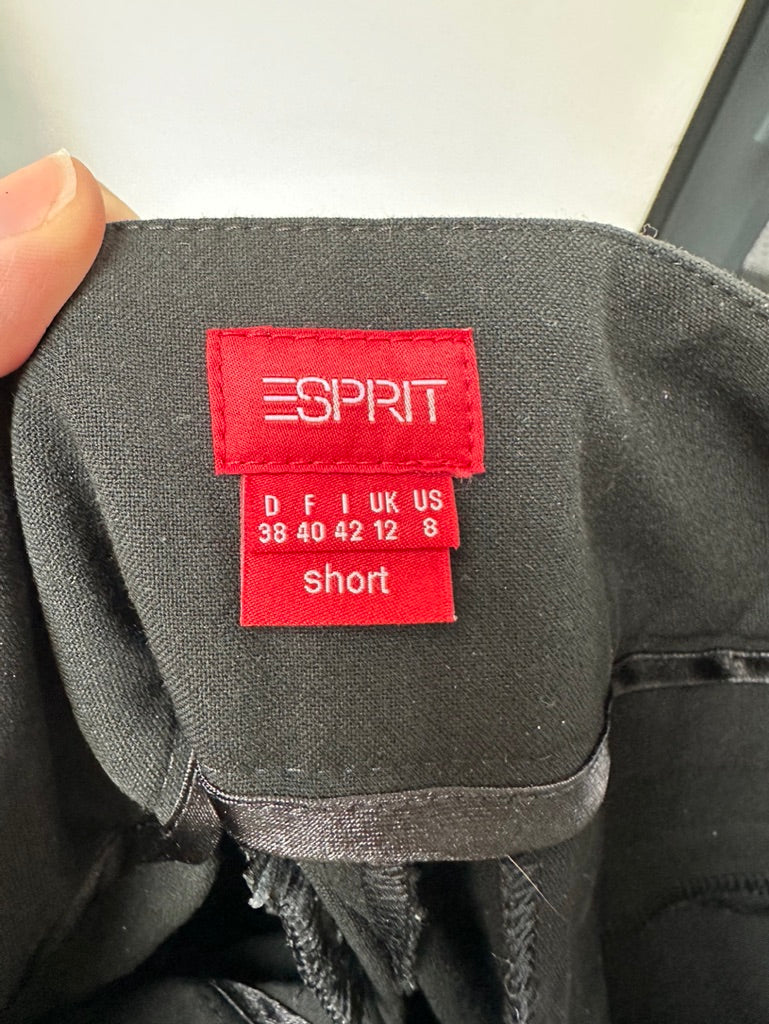 ESPRIT
D F I UK US
38 40 42 12 8
short